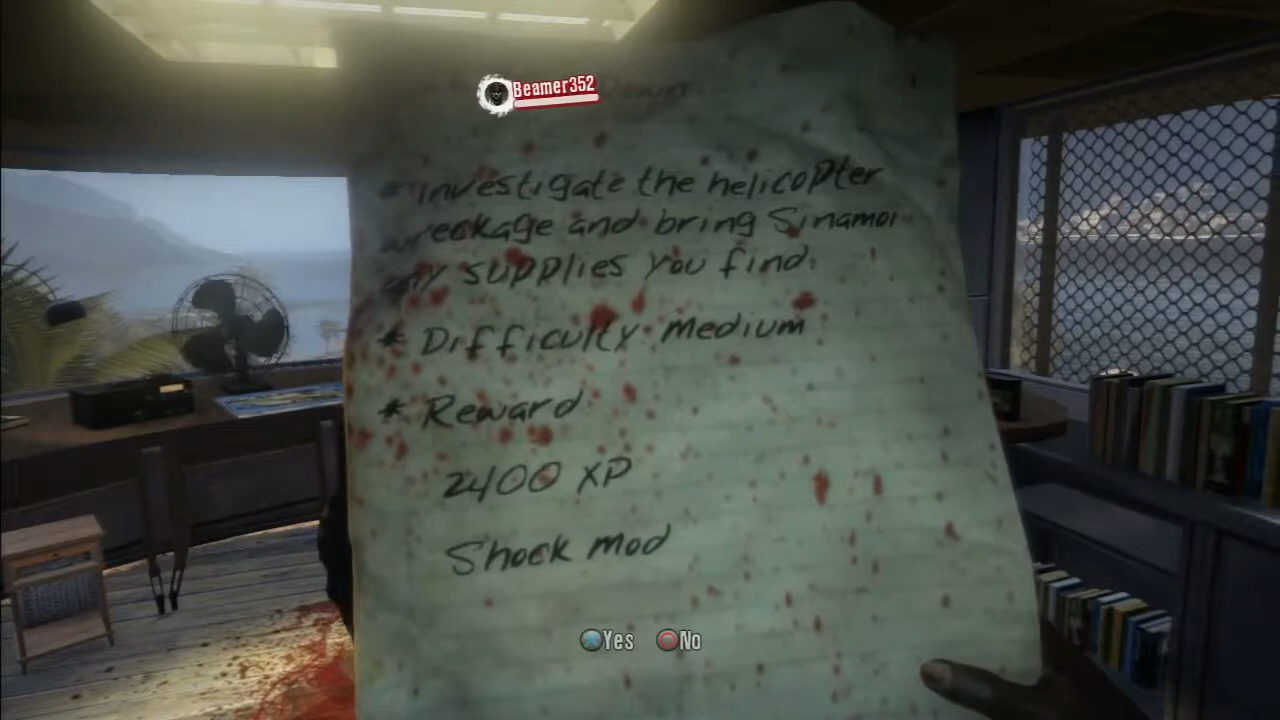 Beamer352
* Investigate the helicopter
wreckage and bring Sinamoi
any supplies you find.
* Difficulty medium
* Reward
2400 XP
Shock mod
Yes No